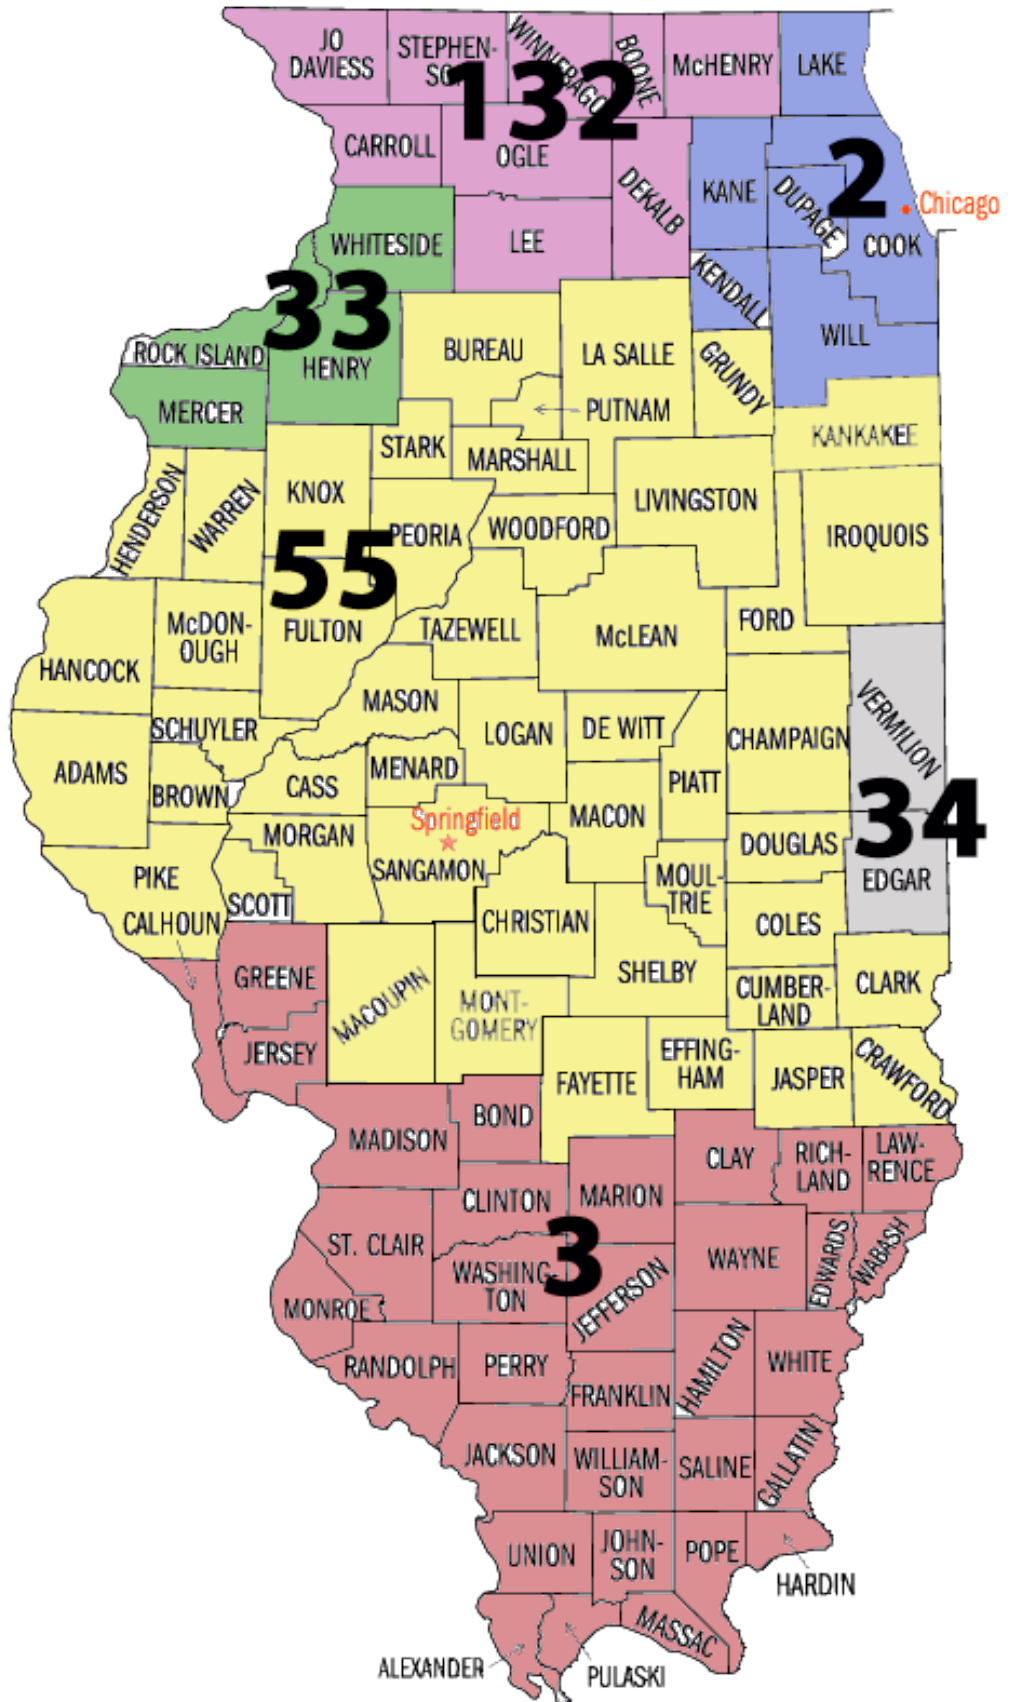 JO
DAVIESS
STEPHEN-
SON
WINNEBAGO
BOONE
McHENRY
LAKE
132
CARROLL
OGLE
DEKALB
KANE
DUPAGE
2
Chicago
COOK
WHITESIDE
LEE
KENDALL
33
ROCK ISLAND
HENRY
BUREAU
LA SALLE
GRUNDY
WILL
MERCER
PUTNAM
KANKAKEE
STARK
MARSHALL
HENDERSON
WARREN
KNOX
PEORIA
WOODFORD
LIVINGSTON
IROQUOIS
55
FULTON
TAZEWELL
McLEAN
FORD
McDON-
OUGH
HANCOCK
MASON
SCHUYLER
LOGAN
DE WITT
CHAMPAIGN
VERMILION
ADAMS
BROWN
CASS
MENARD
PIATT
MACON
34
Springfield
MORGAN
SANGAMON
DOUGLAS
EDGAR
PIKE
SCOTT
MOUL-
TRIE
CALHOUN
CHRISTIAN
COLES
GREENE
MACOUPIN
MONT-
GOMERY
SHELBY
CUMBER-
LAND
CLARK
JERSEY
FAYETTE
EFFING-
HAM
JASPER
CRAWFORD
MADISON
BOND
CLAY
RICH-
LAND
LAW-
RENCE
CLINTON
MARION
3
ST. CLAIR
WASHING-
TON
JEFFERSON
WAYNE
EDWARDS
WABASH
MONROE
RANDOLPH
PERRY
FRANKLIN
HAMILTON
WHITE
JACKSON
WILLIAM-
SON
SALINE
GALLATIN
UNION
JOHN-
SON
POPE
HARDIN
ALEXANDER
PULASKI
MASSAC